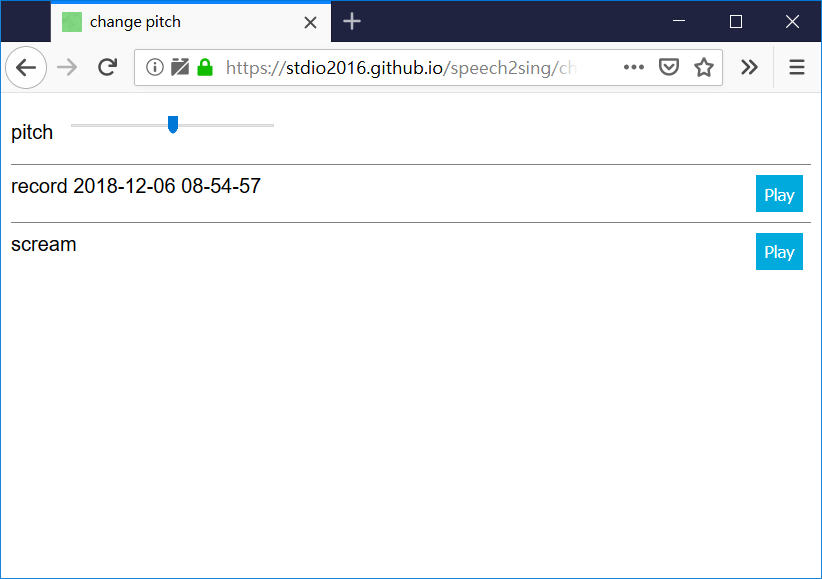 change pitch
https://stdio2016.github.io/speech2sing/ch
pitch
record 2018-12-06 08-54-57
Play
scream
Play